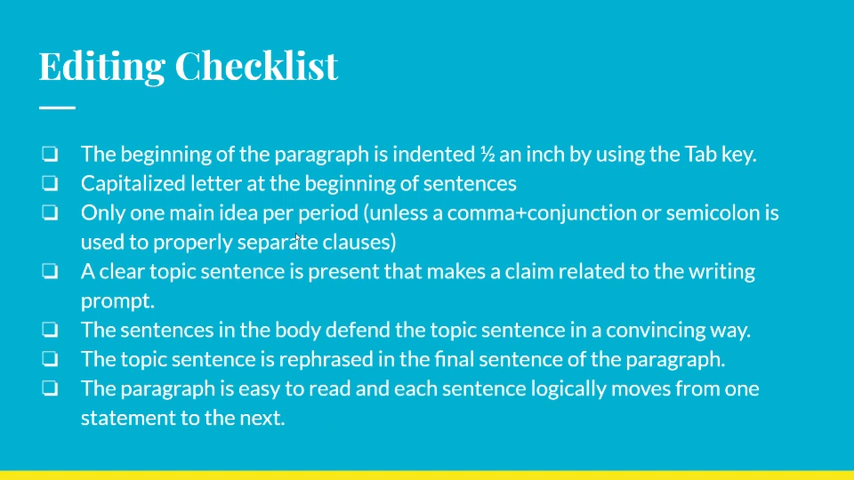 Editing Checklist
❏ The beginning of the paragraph is indented ½ an inch by using the Tab key.
❏ Capitalized letter at the beginning of sentences
❏ Only one main idea per period (unless a comma+conjunction or semicolon is
used to properly separate clauses)
❏ A clear topic sentence is present that makes a claim related to the writing
prompt.
❏ The sentences in the body defend the topic sentence in a convincing way.
❏ The topic sentence is rephrased in the final sentence of the paragraph.
❏ The paragraph is easy to read and each sentence logically moves from one
statement to the next.